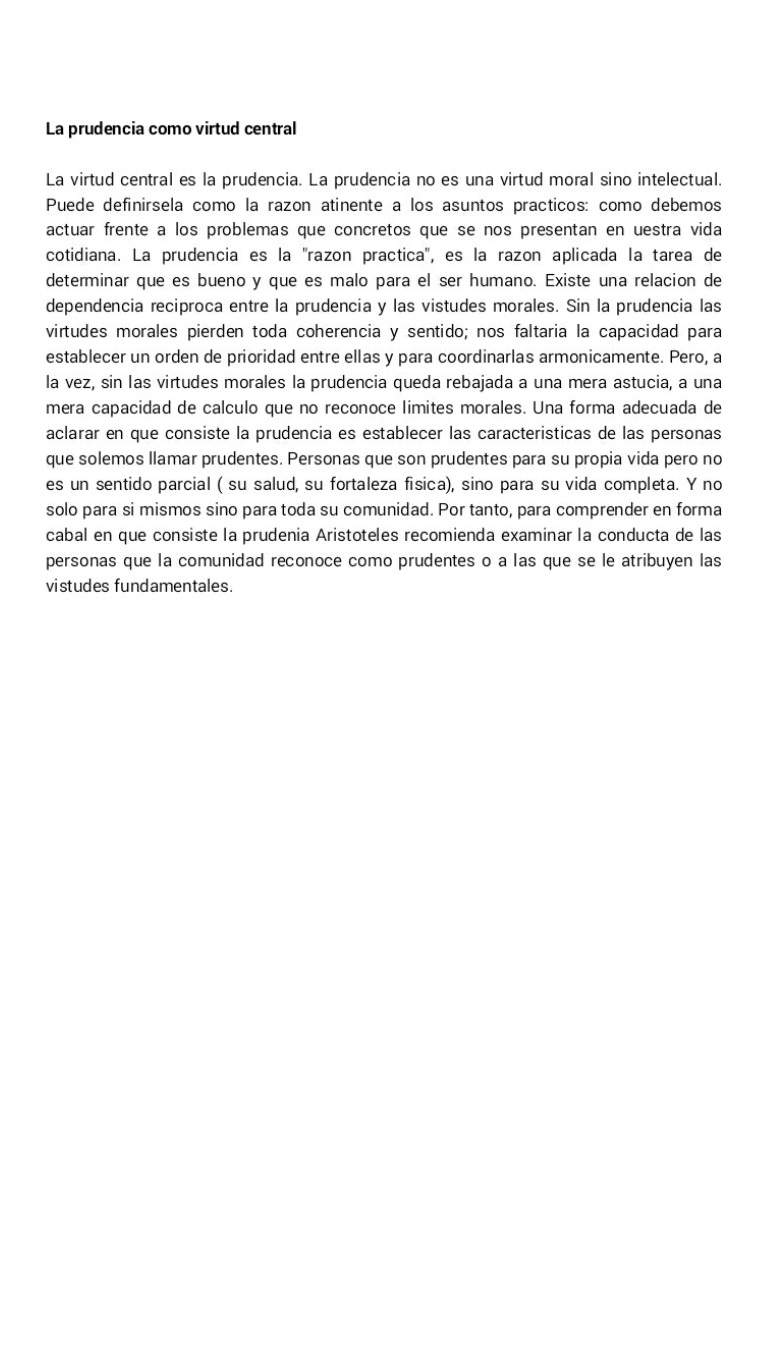 La prudencia como virtud central
La virtud central es la prudencia. La prudencia no es una virtud moral sino intelectual.
Puede definirsela como la razon atinente a los asuntos practicos: como debemos
actuar frente a los problemas que concretos que se nos presentan en uestra vida
cotidiana. La prudencia es la "razon practica", es la razon aplicada la tarea de
determinar que es bueno y que es malo para el ser humano. Existe una relacion de
dependencia reciproca entre la prudencia y las vistudes morales. Sin la prudencia las
virtudes morales pierden toda coherencia y sentido; nos faltaria la capacidad para
establecer un orden de prioridad entre ellas y para coordinarlas armonicamente. Pero, a
la vez, sin las virtudes morales la prudencia queda rebajada a una mera astucia, a una
mera capacidad de calculo que no reconoce limites morales. Una forma adecuada de
aclarar en que consiste la prudencia es establecer las caracteristicas de las personas
que solemos llamar prudentes. Personas que son prudentes para su propia vida pero no
es un sentido parcial ( su salud, su fortaleza fisica), sino para su vida completa. Y no
solo para si mismos sino para toda su comunidad. Por tanto, para comprender en forma
cabal en que consiste la prudenia Aristoteles recomienda examinar la conducta de las
personas que la comunidad reconoce como prudentes o a las que se le atribuyen las
vistudes fundamentales.